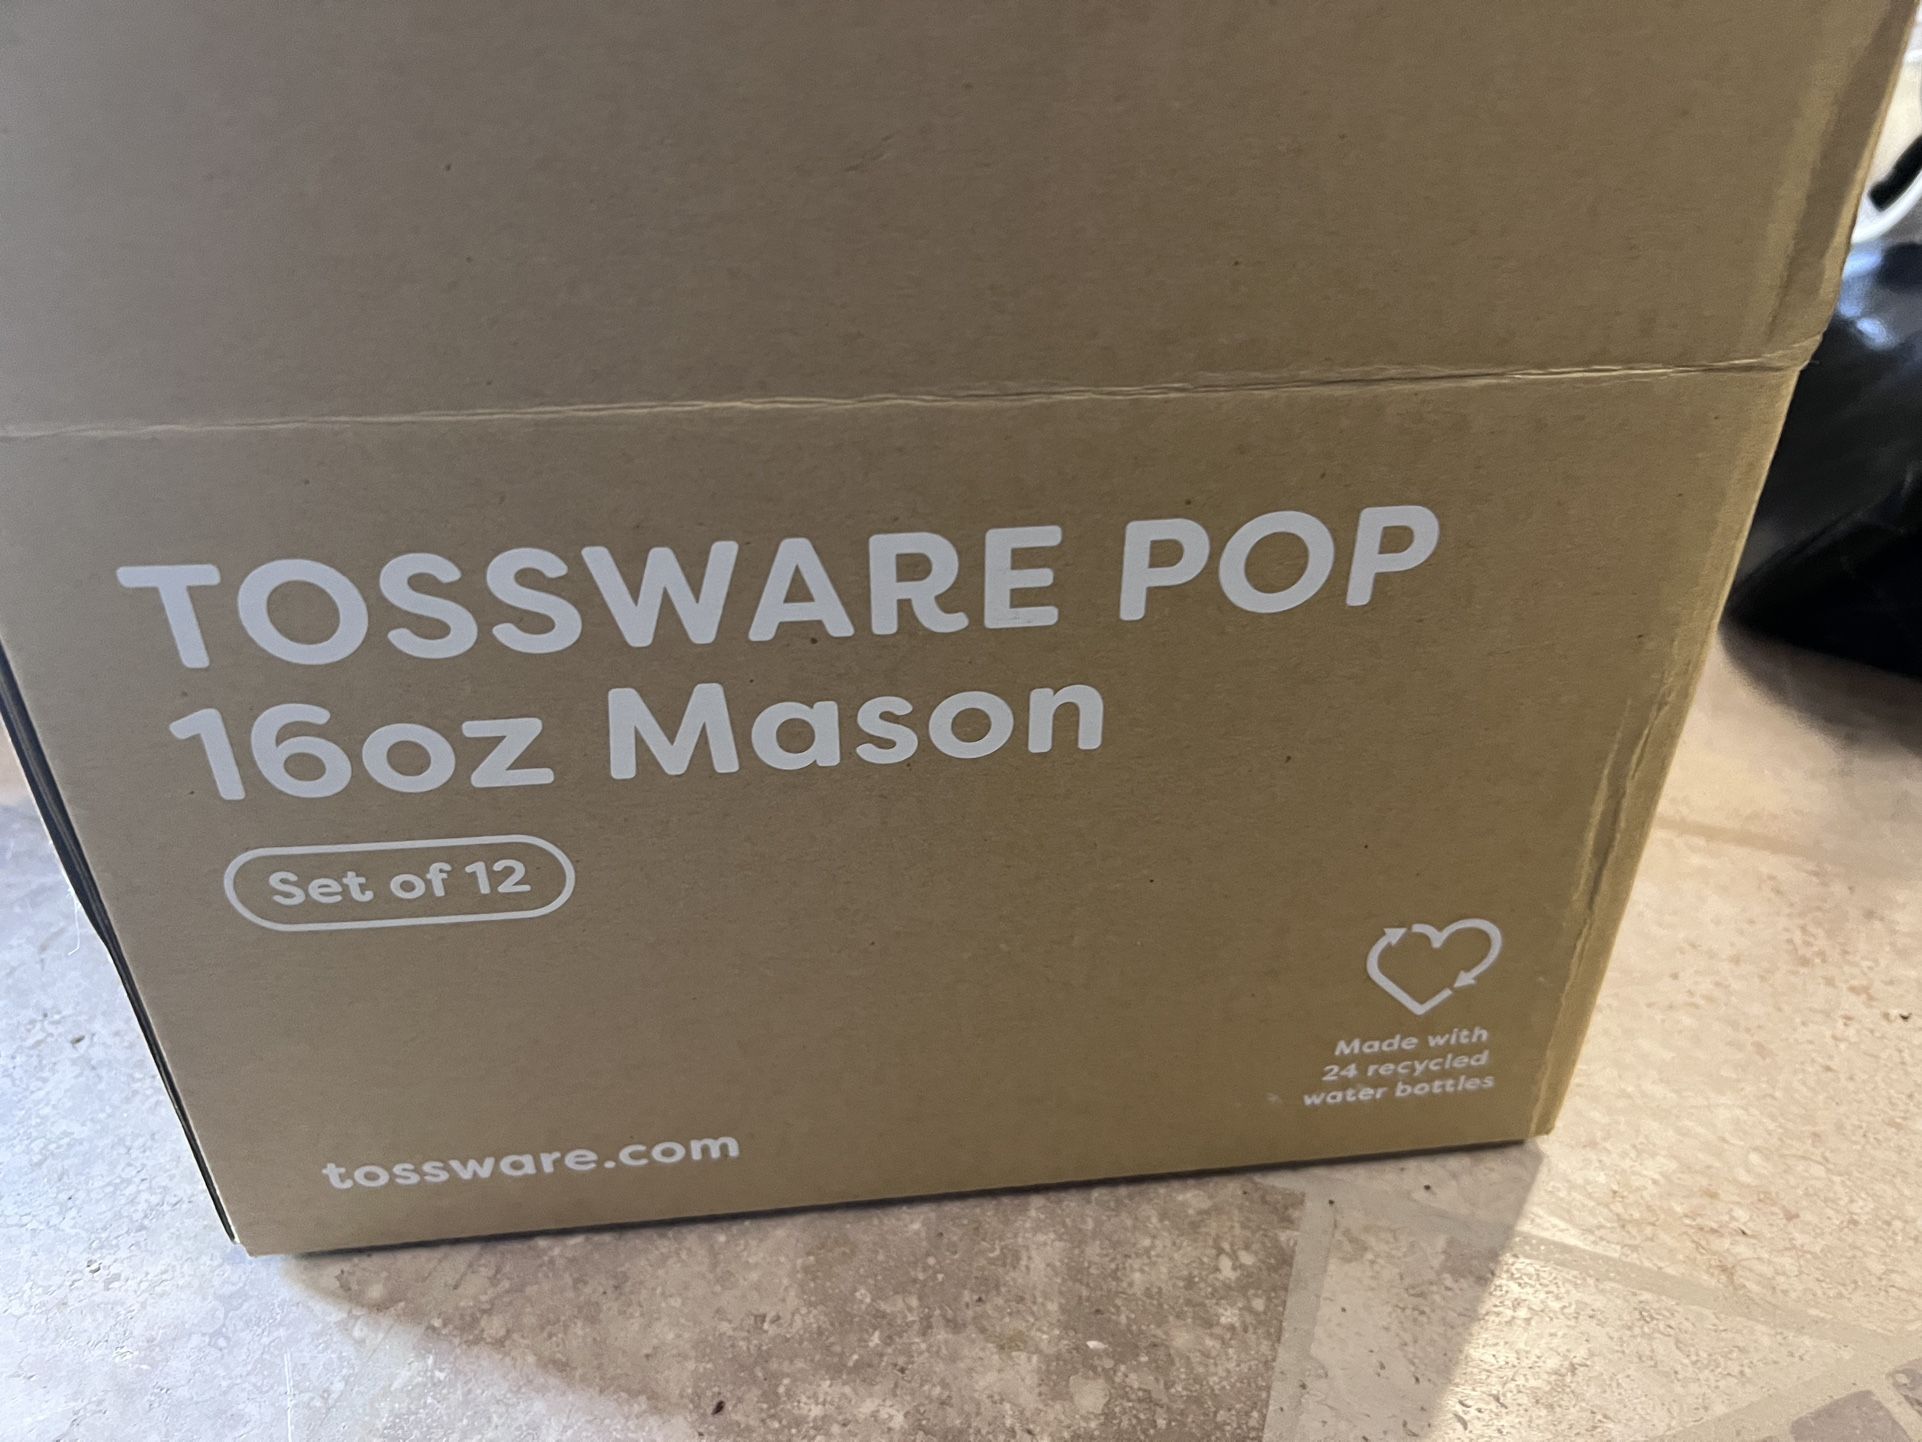 TOSSWARE POP
16oz Mason
Set of 12
Made with
24 recycled
water bottles
tossware.com